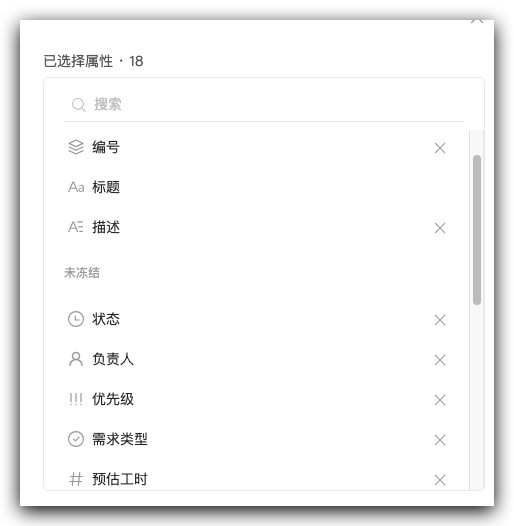 已选择属性 · 18
搜索
编号
Aa 标题
A 描述
未冻结
状态
负责人
!!! 优先级
需求类型
# 预估工时